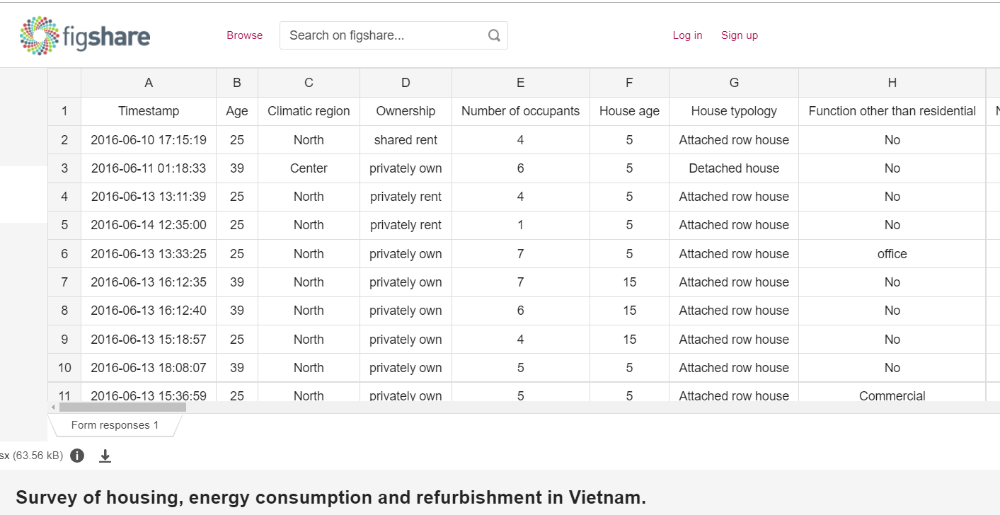 figshare Browse Search on figshare... Log in Sign up
A B C D E F G H
1 Timestamp Age Climatic region Ownership Number of occupants House age House typology Function other than residential N
2 2016-06-10 17:15:19 25 North shared rent 4 5 Attached row house No
3 2016-06-11 01:18:33 39 Center privately own 6 5 Detached house No
4 2016-06-13 13:11:39 25 North privately rent 4 5 Attached row house No
5 2016-06-14 12:35:00 25 North privately rent 1 5 Attached row house No
6 2016-06-13 13:33:25 25 North privately own 7 5 Attached row house office
7 2016-06-13 16:12:35 39 North privately own 7 15 Attached row house No
8 2016-06-13 16:12:40 39 North privately own 6 15 Attached row house No
9 2016-06-13 15:18:57 25 North privately own 4 15 Attached row house No
10 2016-06-13 18:08:07 39 North privately own 5 5 Attached row house No
11 2016-06-13 15:36:59 25 North privately own 5 5 Attached row house Commercial
Form responses 1
sx (63.56 kB)
Survey of housing, energy consumption and refurbishment in Vietnam.